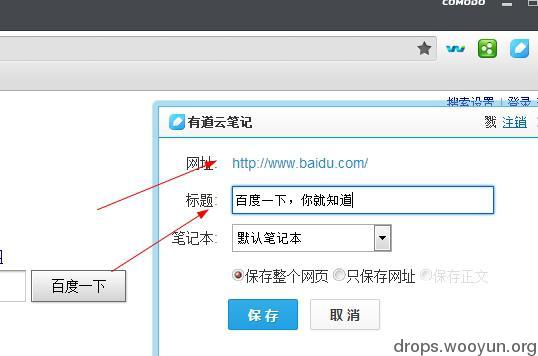 COMODO
搜索设置 | 登录
有道云笔记
戮 注销
网址: http://www.baidu.com/
标题: 百度一下，你就知道
笔记本: 默认笔记本
百度一下
保存整个网页 只保存网址 保存正文
保存 取消
drops.wooyun.org